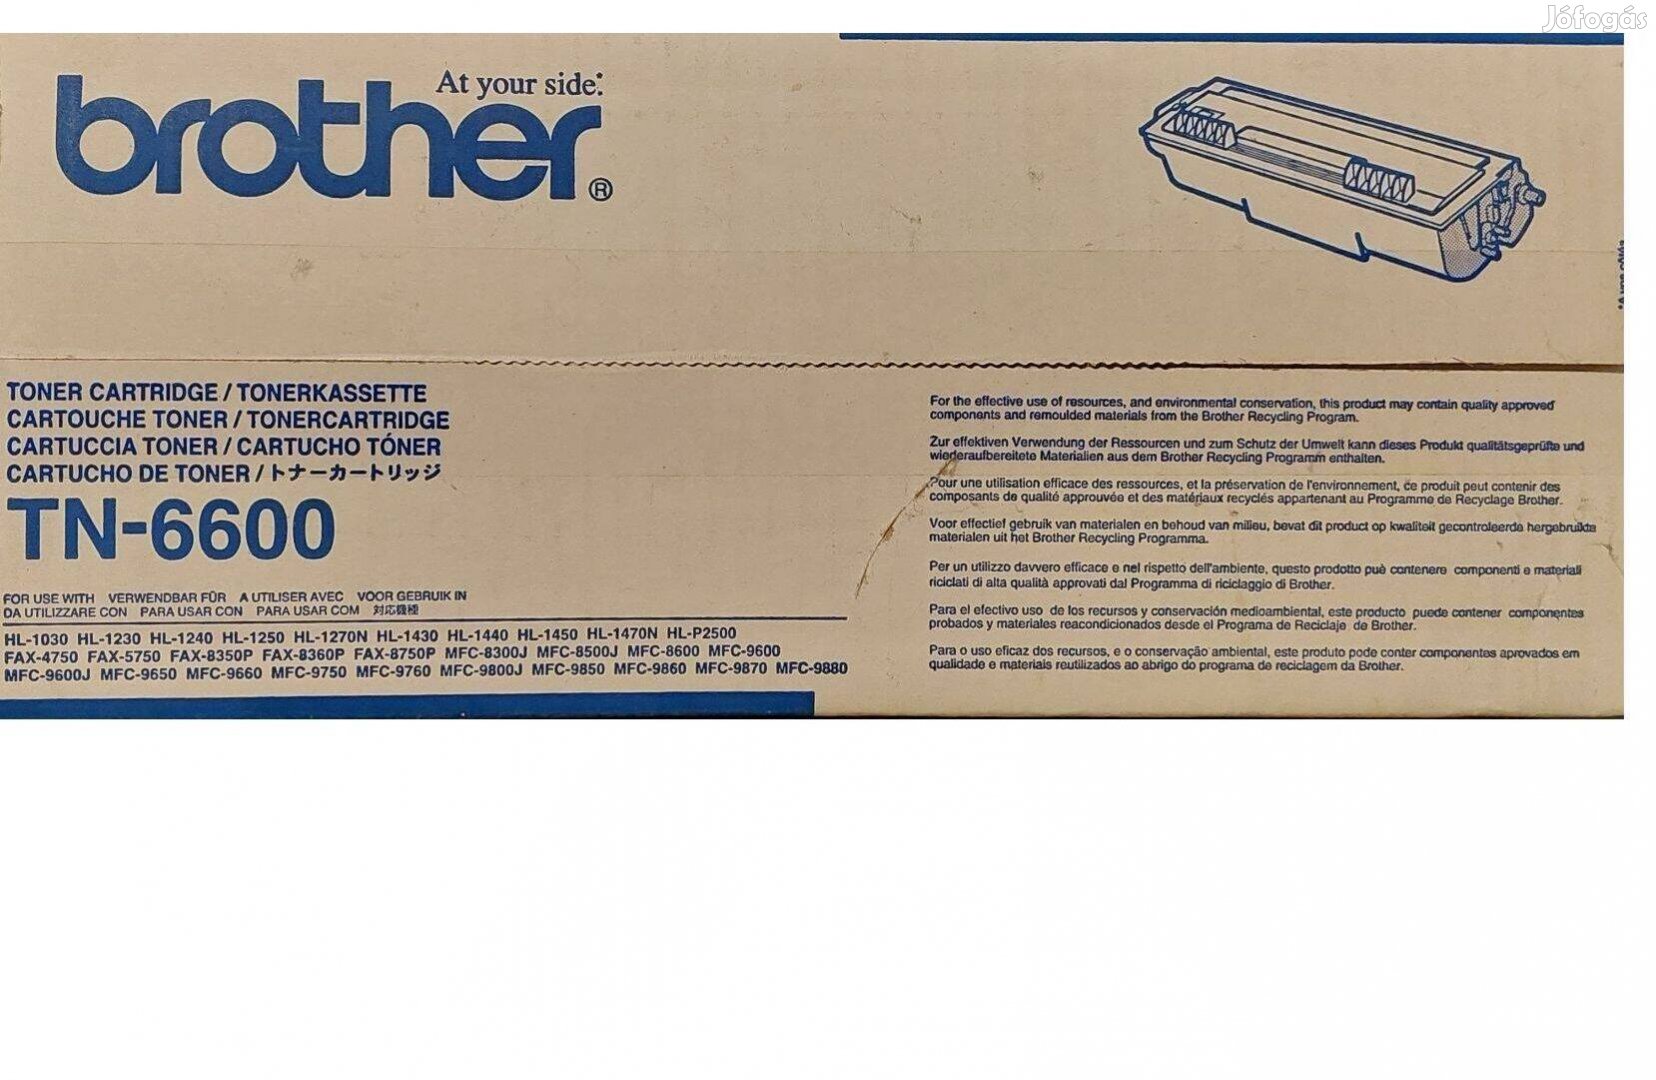 Jófogás
At your side.
brother®
TONER CARTRIDGE / TONERKASSETTE
CARTOUCHE TONER / TONERCARTRIDGE
CARTUCCIA TONER / CARTUCHO TÓNER
CARTUCHO DE TONER / トナーカートリッジ
TN-6600
FOR USE WITH VERWENDBAR FÜR A UTILISER AVEC VOOR GEBRUIK IN
DA UTILIZZARE CON PARA USAR CON PARA USAR COM 対応機種
HL-1030 HL-1230 HL-1240 HL-1250 HL-1270N HL-1430 HL-1440 HL-1450 HL-1470N HL-P2500
FAX-4750 FAX-5750 FAX-8350P FAX-8360P FAX-8750P MFC-8300J MFC-8500J MFC-8600 MFC-9600
MFC-9600J MFC-9650 MFC-9660 MFC-9750 MFC-9760 MFC-9800J MFC-9850 MFC-9860 MFC-9870 MFC-9880
For the effective use of resources, and environmental conservation, this product may contain quality approved
components and remoulded materials from the Brother Recycling Program.
Zur effektiven Verwendung der Ressourcen und zum Schutz der Umwelt kann dieses Produkt qualitätsgeprüfte und
wiederaufbereitete Materialien aus dem Brother Recycling Programm enthalten.
Pour une utilisation efficace des ressources, et la préservation de l'environnement, ce produit peut contenir des
composants de qualité approuvée et des matériaux recyclés appartenant au Programme de Recyclage Brother.
Voor effectief gebruik van materialen en behoud van milieu, bevat dit product op kwaliteit gecontroleerde hergebruikte
materialen uit het Brother Recycling Programma.
Per un utilizzo davvero efficace e nel rispetto dell'ambiente, questo prodotto può contenere componenti e materiali
riciclati di alta qualità approvati dal Programma di riciclaggio di Brother.
Para el efectivo uso de los recursos y conservación medioambiental, este producto puede contener componentes
probados y materiales reacondicionados desde el Programa de Reciclaje de Brother.
Para o uso eficaz dos recursos, e o conservação ambiental, este produto pode conter componentes aprovados em
qualidade e materiais reutilizados ao abrigo do programa de reciclagem da Brother.